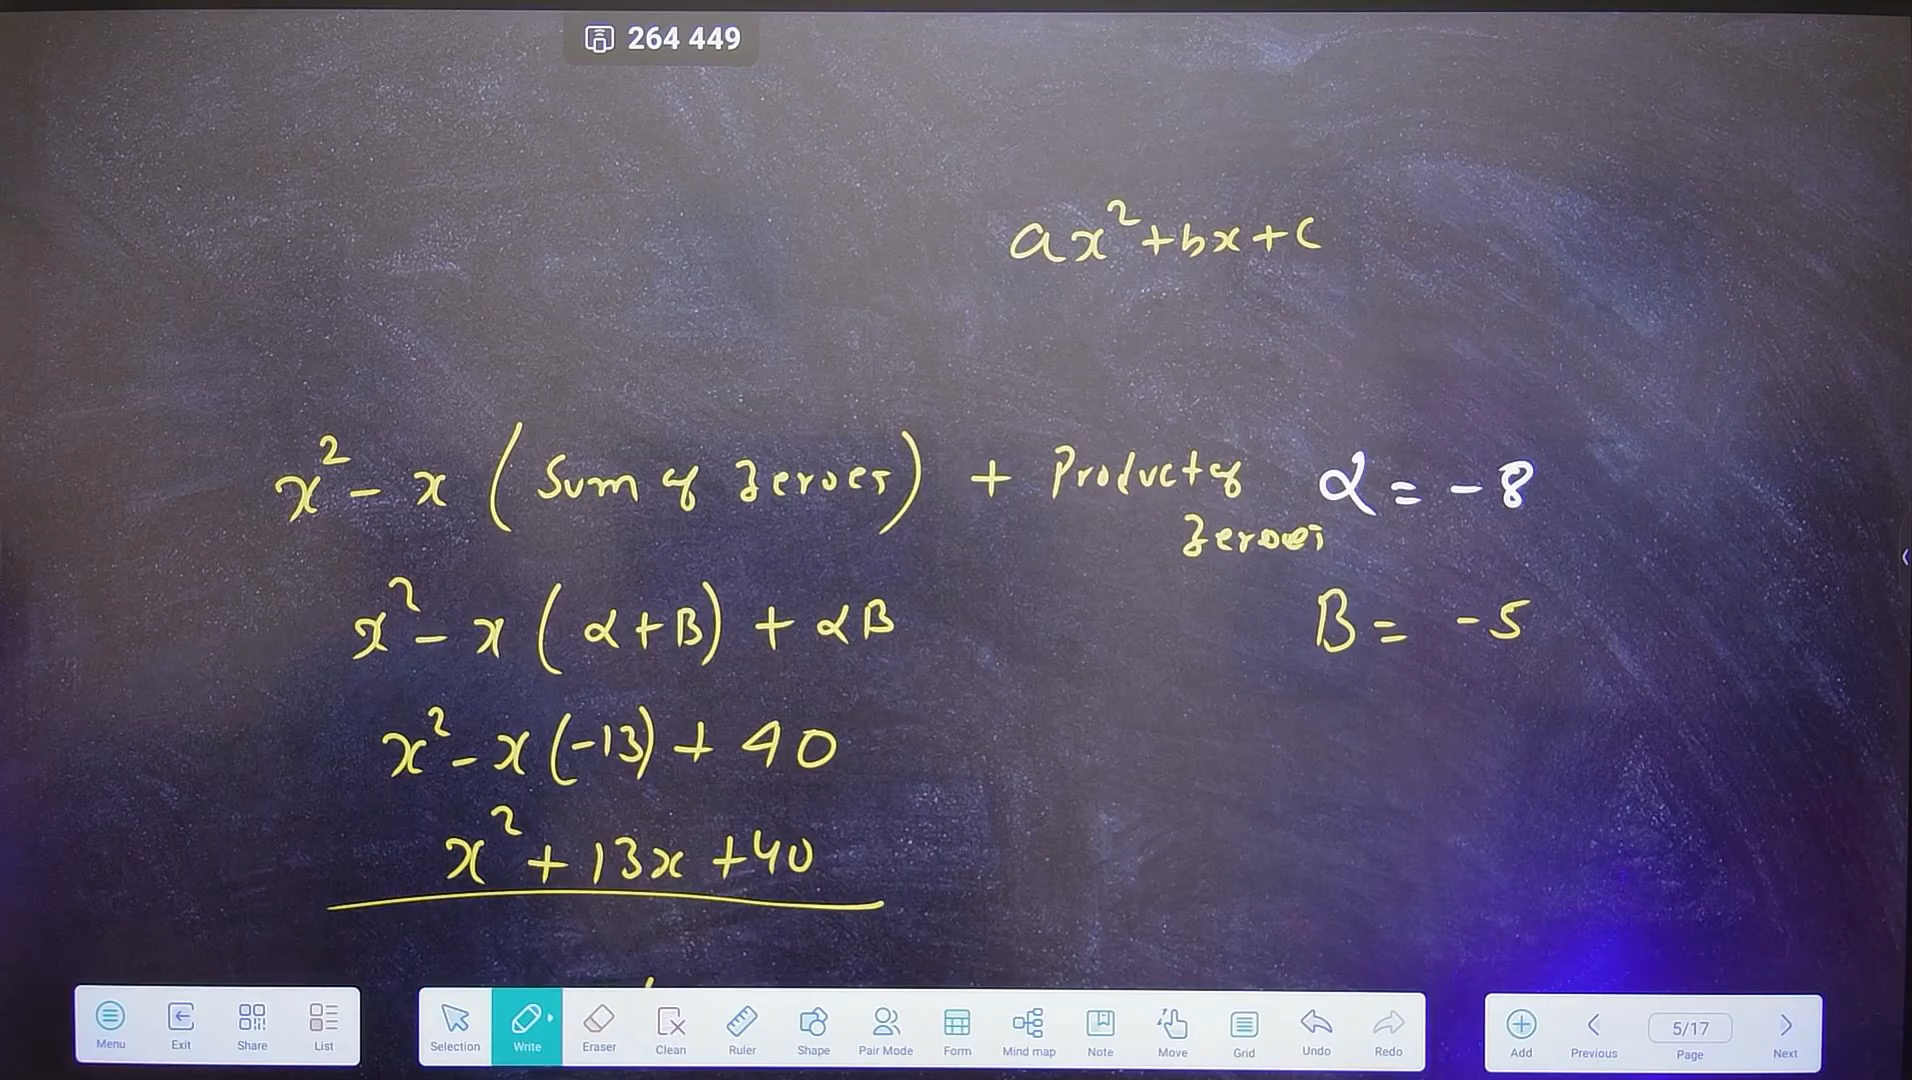 264 449
ax²+bx+c
x² - x (Sum of Zeroes) + Product of Zeroes
α = -8
x² - x (α+B) + αB
B = -5
x² - x (-13) + 40
x² + 13x + 40
Menu Exit Share List Selection Write Eraser Clean Ruler Shape Pair Mode Form Mind map Note Move Grid Undo Redo Add Previous 5/17 Page Next